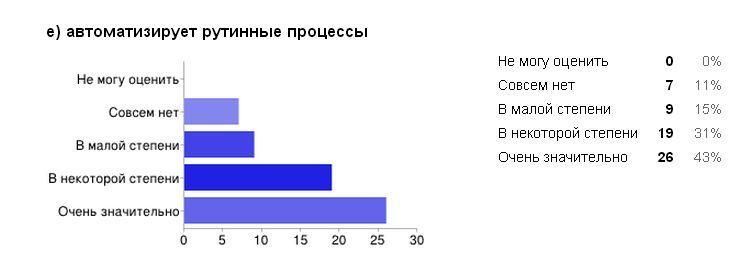 е) автоматизирует рутинные процессы
Не могу оценить
Совсем нет
В малой степени
В некоторой степени
Очень значительно
0 5 10 15 20 25 30
Не могу оценить 0 0%
Совсем нет 7 11%
В малой степени 9 15%
В некоторой степени 19 31%
Очень значительно 26 43%